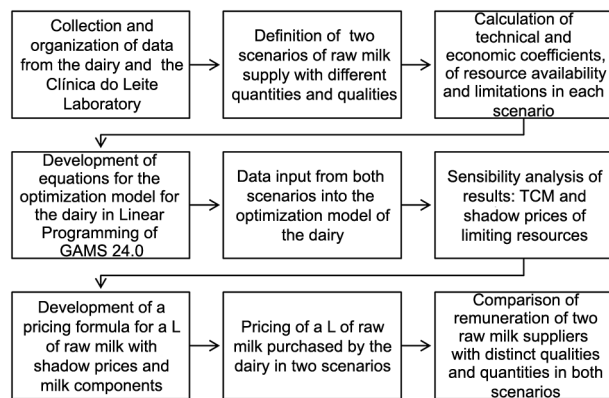 Collection and
organization of data
from the dairy and the
Clínica do Leite
Laboratory
Definition of two
scenarios of raw milk
supply with different
quantities and qualities
Calculation of
technical and
economic coefficients,
of resource availability
and limitations in each
scenario
Development of
equations for the
optimization model for
the dairy in Linear
Programming of
GAMS 24.0
Data input from both
scenarios into the
optimization model of
the dairy
Sensibility analysis of
results: TCM and
shadow prices of
limiting resources
Development of a
pricing formula for a L
of raw milk with
shadow prices and
milk components
Pricing of a L of raw
milk purchased by the
dairy in two scenarios
Comparison of
remuneration of two
raw milk suppliers
with distinct qualities
and quantities in both
scenarios